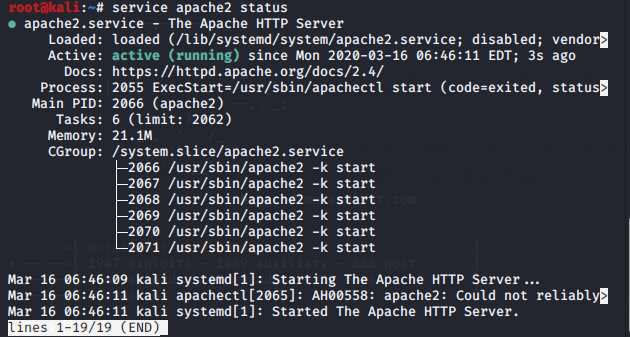 root@kali:~# service apache2 status
● apache2.service - The Apache HTTP Server
Loaded: loaded (/lib/systemd/system/apache2.service; disabled; vendor>
Active: active (running) since Mon 2020-03-16 06:46:11 EDT; 3s ago
Docs: https://httpd.apache.org/docs/2.4/
Process: 2055 ExecStart=/usr/sbin/apachectl start (code=exited, status>
Main PID: 2066 (apache2)
Tasks: 6 (limit: 2062)
Memory: 21.1M
CGroup: /system.slice/apache2.service
├─2066 /usr/sbin/apache2 -k start
├─2067 /usr/sbin/apache2 -k start
├─2068 /usr/sbin/apache2 -k start
├─2069 /usr/sbin/apache2 -k start
├─2070 /usr/sbin/apache2 -k start
└─2071 /usr/sbin/apache2 -k start
Mar 16 06:46:09 kali systemd[1]: Starting The Apache HTTP Server...
Mar 16 06:46:11 kali apachectl[2065]: AH00558: apache2: Could not reliably>
Mar 16 06:46:11 kali systemd[1]: Started The Apache HTTP Server.
lines 1-19/19 (END)